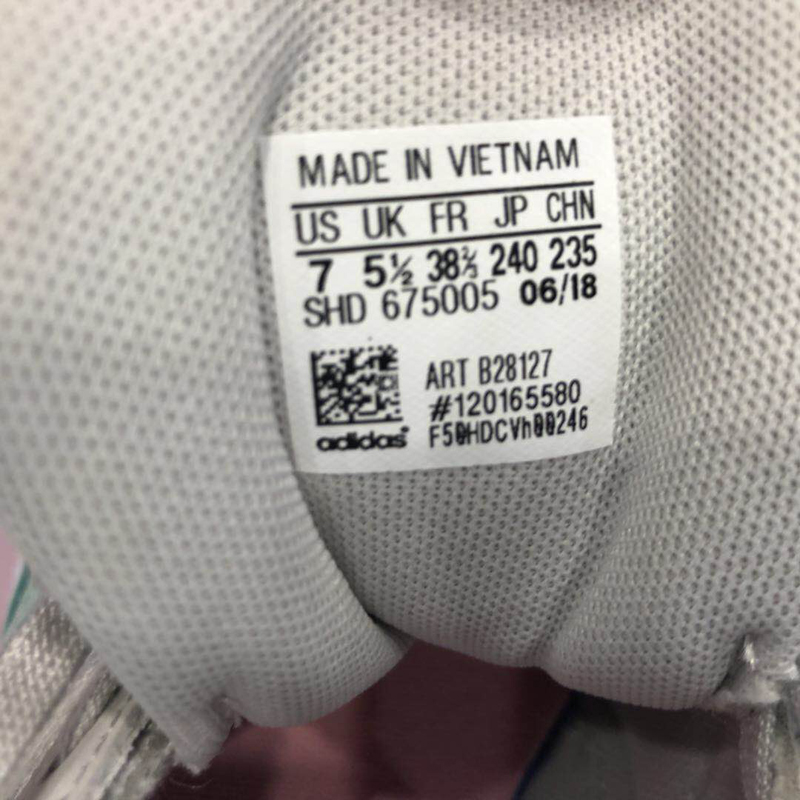 MADE IN VIETNAM
US UK FR JP CHN
7 5½ 38⅔ 240 235
SHD 675005 06/18
ART B28127
#120165580
F50HDCVh00246
adidas